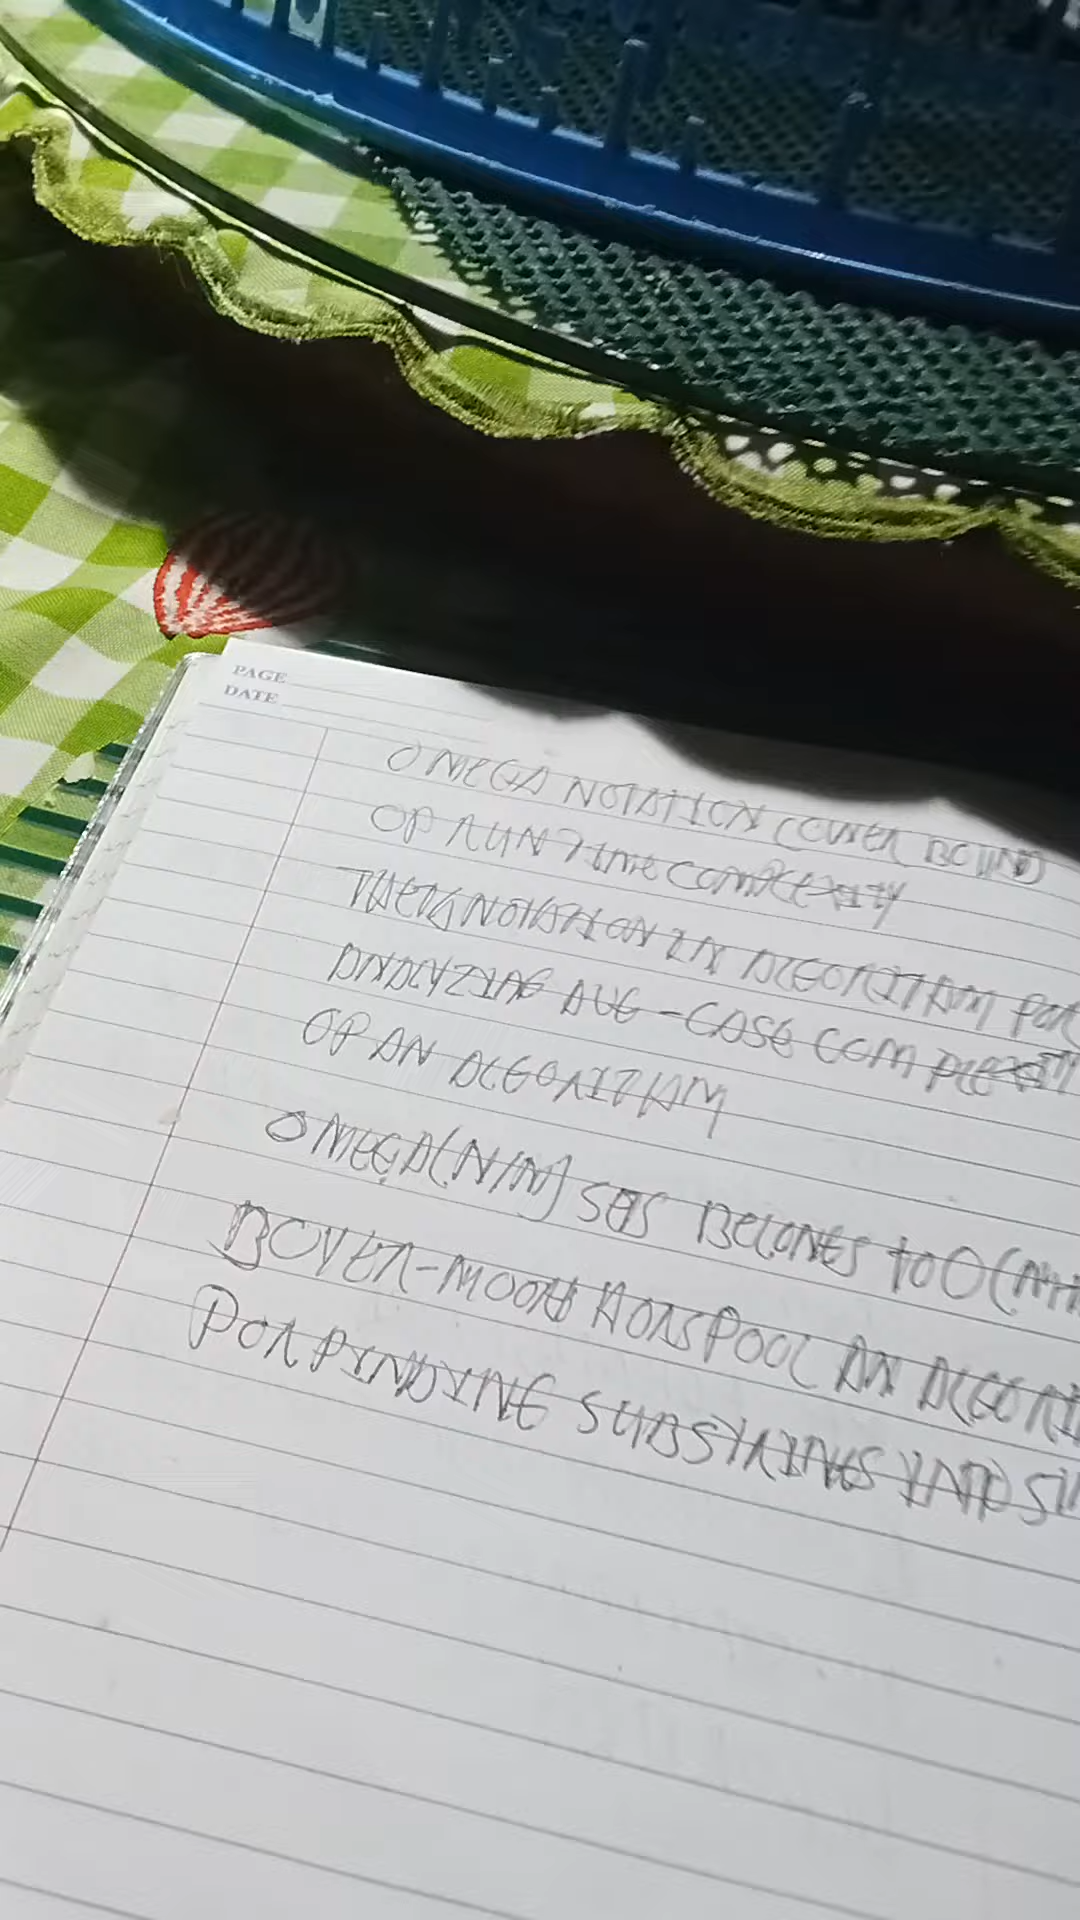 PAGE
DATE
OMEGA NOTATION (LOWER BOUND)
OF RUN TIME COMPLEXITY
THETA NOTATION IN ALGORITHM FOR
ANALYZING AVG - CASE COMPLEXITY
OF AN ALGORITHM
OMEGA(N/N) SETS BELONGS to O(
BOYER-MOORE HORSPOOL AN ALGORI
FOR FINDING SUBSTRINGS INTO